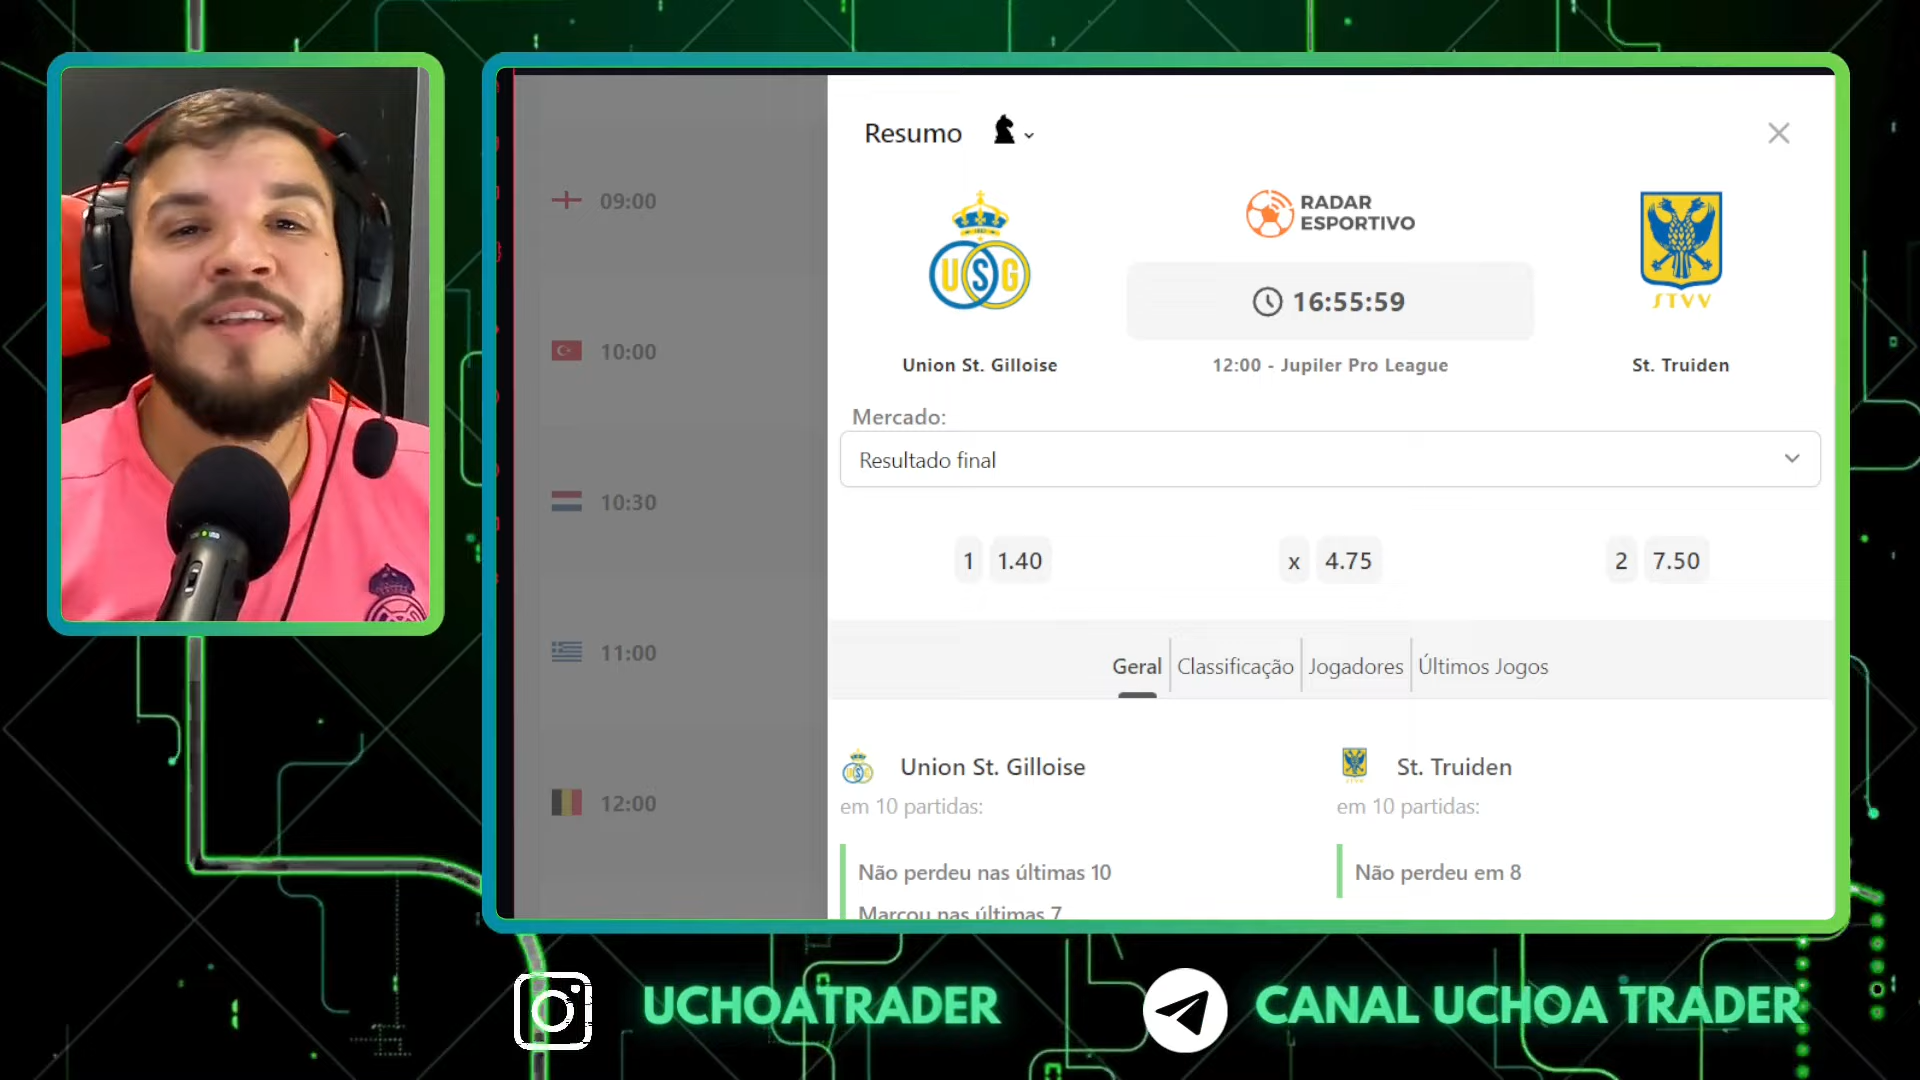 Resumo
RADAR
ESPORTIVO
USG
STVV
16:55:59
Union St. Gilloise
12:00 - Jupiler Pro League
St. Truiden
Mercado:
Resultado final
1 1.40
x 4.75
2 7.50
Geral
Classificação
Jogadores
Últimos Jogos
Union St. Gilloise
em 10 partidas:
Não perdeu nas últimas 10
Marcou nas últimas 7
St. Truiden
em 10 partidas:
Não perdeu em 8
09:00
10:00
10:30
11:00
12:00
UCHOATRADER
CANAL UCHOA TRADER